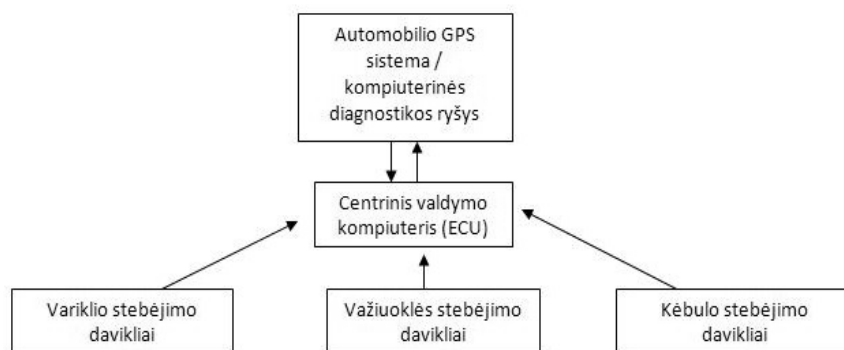 Automobilio GPS
sistema /
kompiuterinės
diagnostikos ryšys
Centrinis valdymo
kompiuteris (ECU)
Variklio stebėjimo
davikliai
Važiuoklės stebėjimo
davikliai
Kėbulo stebėjimo
davikliai